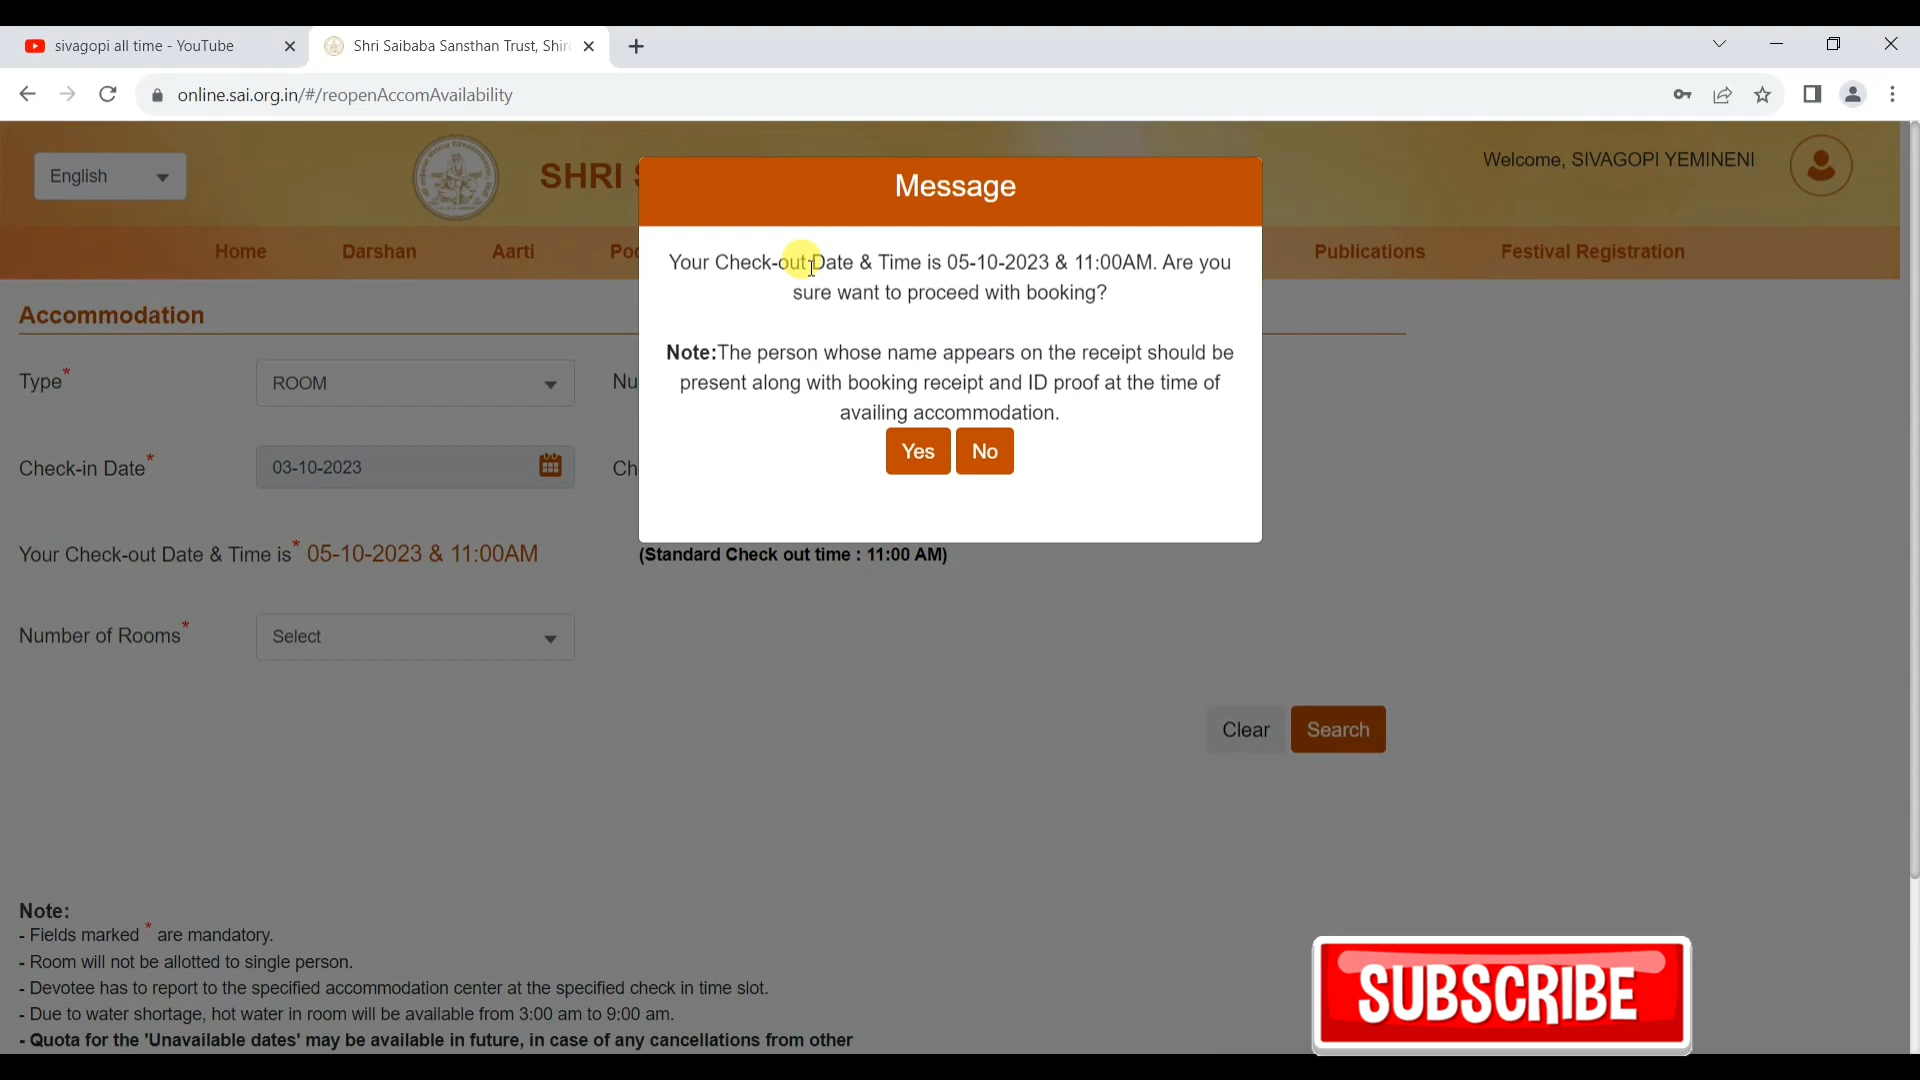 sivagopi all time - YouTube
Shri Saibaba Sansthan Trust, Shir
online.sai.org.in/#/reopenAccomAvailability
English
SHRI
Welcome, SIVAGOPI YEMINENI
Message
Home
Darshan
Aarti
Publications
Festival Registration
Your Check-out Date & Time is 05-10-2023 & 11:00AM. Are you
sure want to proceed with booking?
Note:The person whose name appears on the receipt should be
present along with booking receipt and ID proof at the time of
availing accommodation.
Yes
No
Accommodation
Type*
ROOM
Nu
Check-in Date*
03-10-2023
Ch
Your Check-out Date & Time is* 05-10-2023 & 11:00AM
(Standard Check out time : 11:00 AM)
Number of Rooms*
Select
Clear
Search
Note:
- Fields marked * are mandatory.
- Room will not be allotted to single person.
- Devotee has to report to the specified accommodation center at the specified check in time slot.
- Due to water shortage, hot water in room will be available from 3:00 am to 9:00 am.
- Quota for the 'Unavailable dates' may be available in future, in case of any cancellations from other
SUBSCRIBE